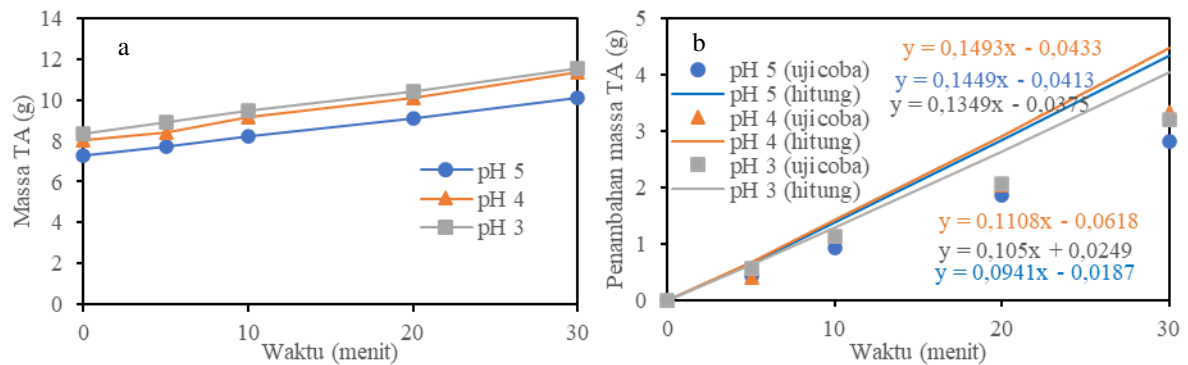 a
Massa TA (g)
14
12
10
8
6
4
2
0
pH 5
pH 4
pH 3
0
10
20
30
Waktu (menit)
b
Penambahan massa TA (g)
5
4
3
2
1
0
pH 5 (ujicoba)
pH 5 (hitung)
pH 4 (ujicoba)
pH 4 (hitung)
pH 3 (ujicoba)
pH 3 (hitung)
y = 0,1493x - 0,0433
y = 0,1449x - 0,0413
y = 0,1349x - 0,0375
y = 0,1108x - 0,0618
y = 0,105x + 0,0249
y = 0,0941x - 0,0187
0
10
20
30
Waktu (menit)